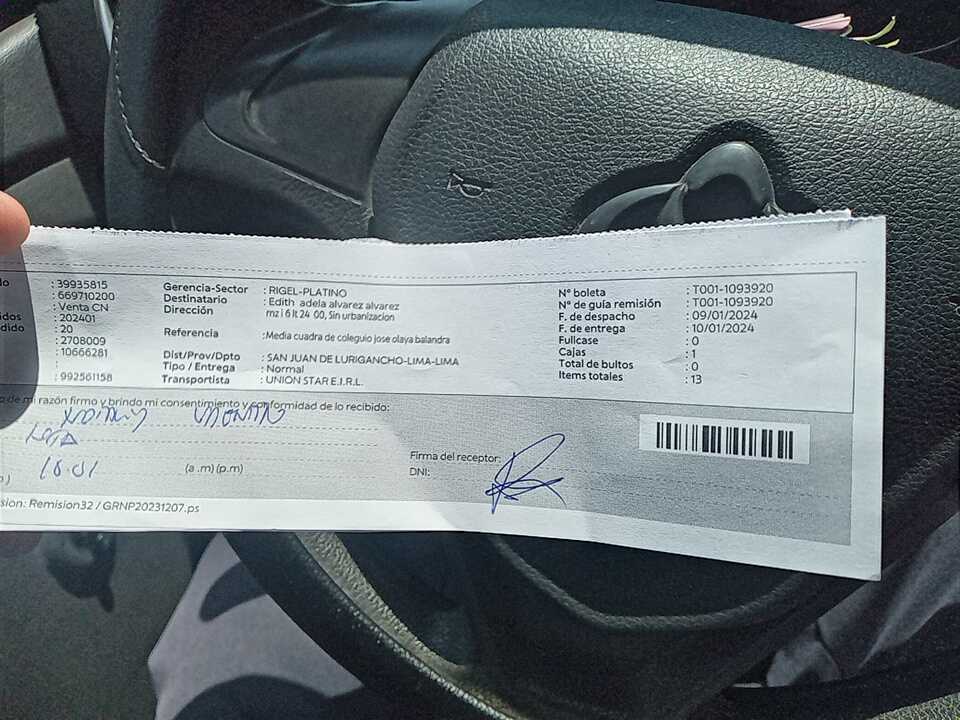 : 39935815
: 669710200
: Venta CN
: 202401
: 20
: 2708009
: 10666281
: 992561158
Gerencia-Sector : RIGEL-PLATINO
Destinatario : Edith adela alvarez alvarez
Dirección mz i 6 lt 24 00, Sin urbanizacion
Referencia : Media cuadra de coleguio jose olaya balandra
Dist/Prov/Dpto : SAN JUAN DE LURIGANCHO-LIMA-LIMA
Tipo / Entrega : Normal
Transportista : UNION STAR E.I.R.L.
N° boleta : T001-1093920
N° de guía remisión : T001-1093920
F. de despacho : 09/01/2024
F. de entrega : 10/01/2024
Fullcase : 0
Cajas : 1
Total de bultos : 0
Items totales : 13
o de mi razón firmo y brindo mi consentimiento y conformidad de lo recibido:
10.01 (a.m) (p.m)
Firma del receptor:
DNI:
sion: Remision32 / GRNP20231207.ps